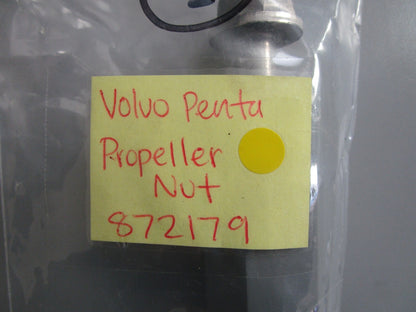 Volvo Penta
Propeller
Nut
872179